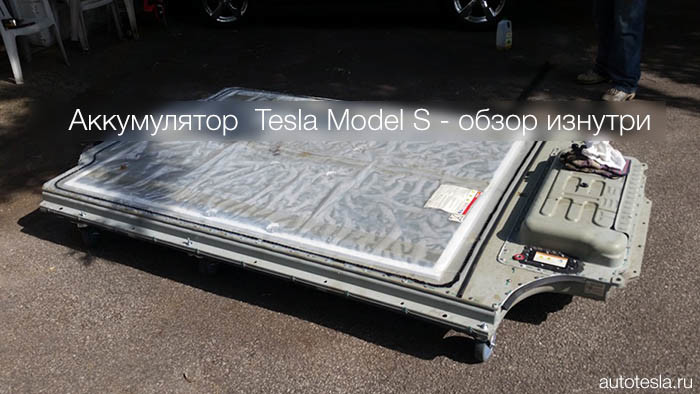 Аккумулятор  Tesla Model S - обзор изнутри
autotesla.ru